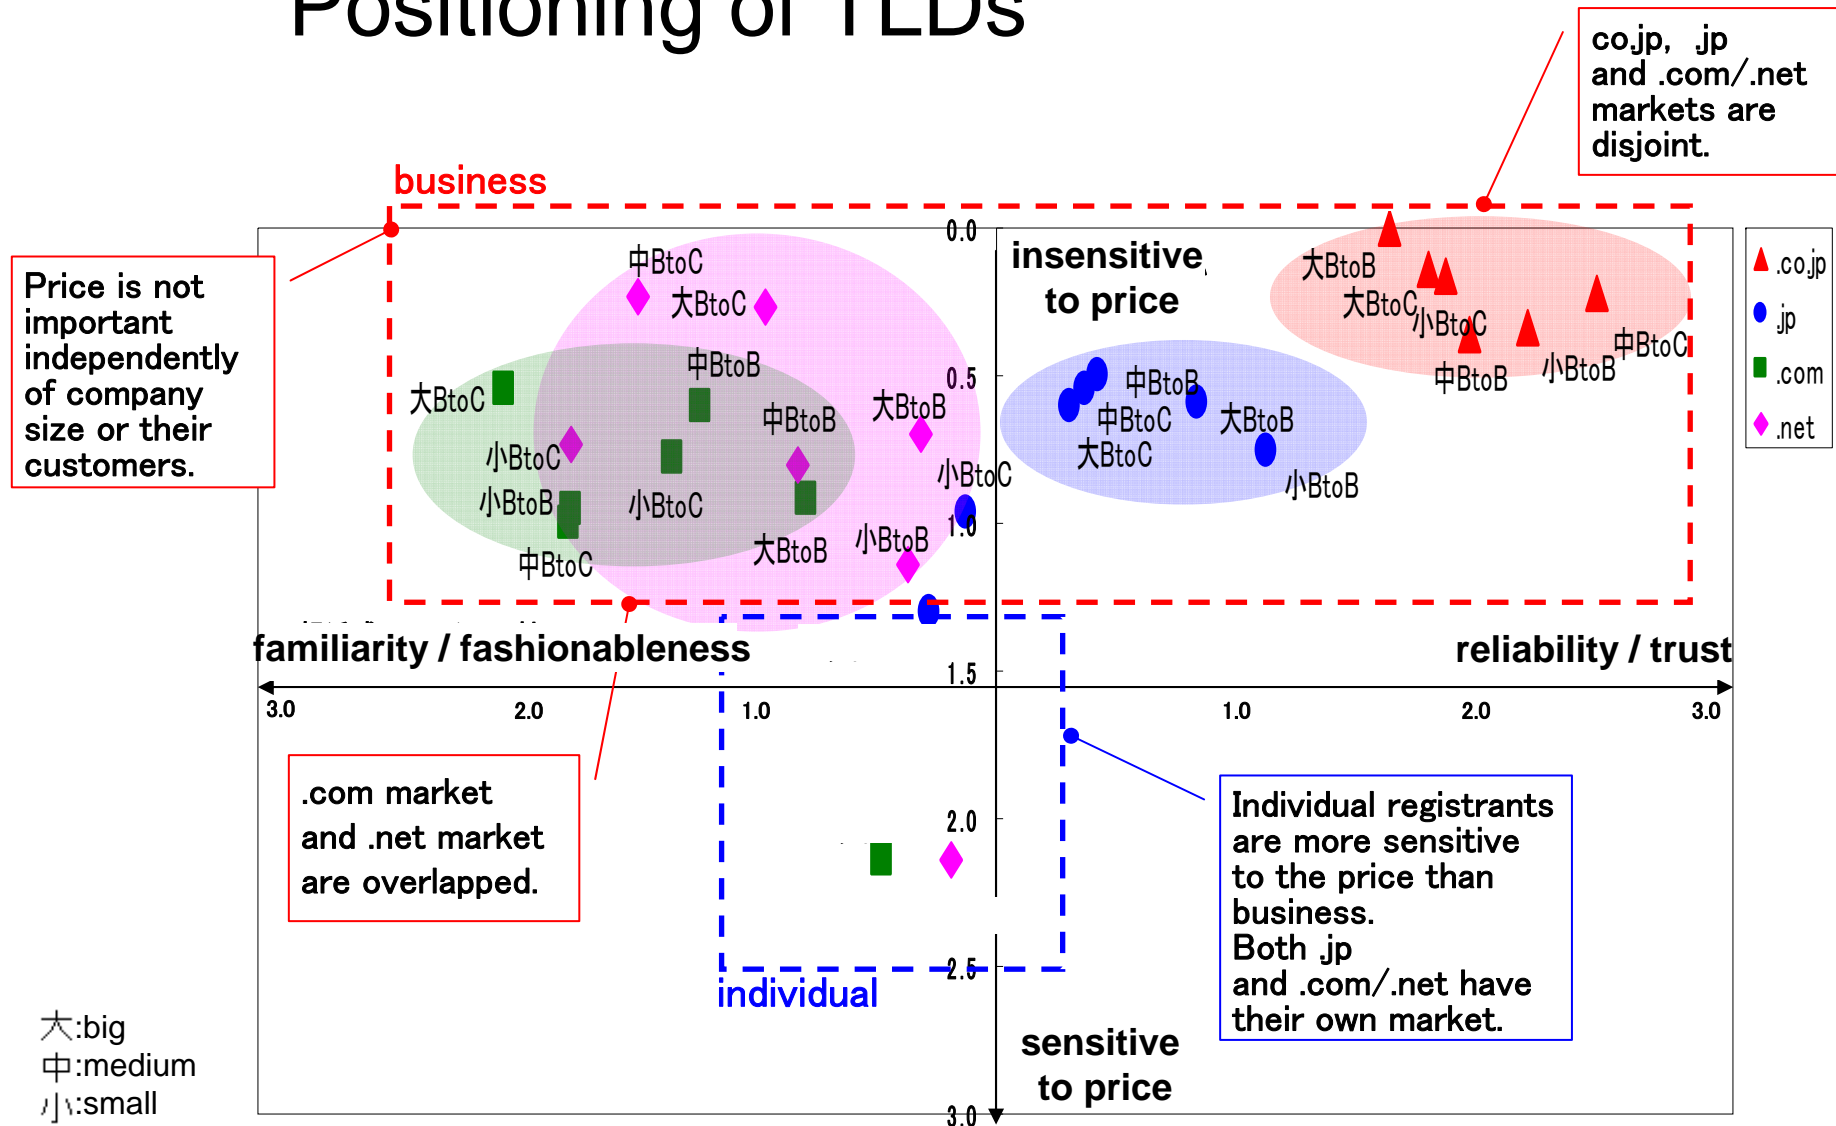 Positioning of TLDs
co.jp, .jp
and .com/.net
markets are
disjoint.
business
Price is not
important
independently
of company
size or their
customers.
0.0
insensitive
to price
中BtoC
大BtoC
中BtoB
大BtoC
中BtoB
大BtoB
小BtoC
小BtoB
小BtoC
大BtoB
中BtoC
小BtoC
小BtoB
大BtoB
大BtoC
小BtoC
中BtoC
中BtoB
小BtoB
0.5
中BtoB
中BtoC
大BtoB
大BtoC
小BtoB
1.0
.co.jp
.jp
.com
.net
familiarity / fashionableness
reliability / trust
1.5
3.0
2.0
1.0
1.0
2.0
3.0
.com market
and .net market
are overlapped.
2.0
Individual registrants
are more sensitive
to the price than
business.
Both .jp
and .com/.net have
their own market.
2.5
individual
sensitive
to price
3.0
大:big
中:medium
小:small